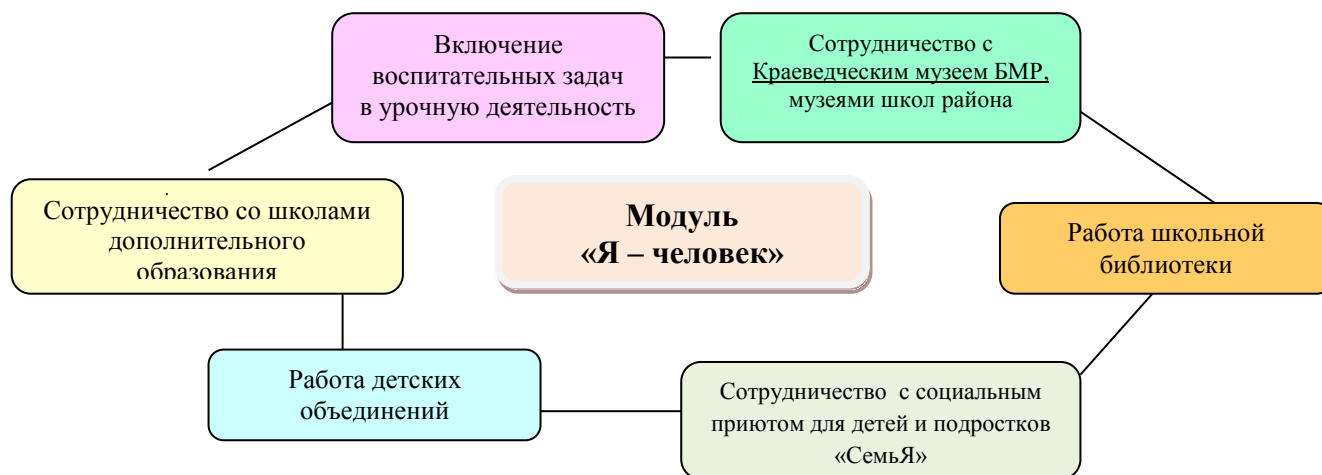 Включение
воспитательных задач
в урочную деятельность
Сотрудничество с
Краеведческим музеем БМР,
музеями школ района
Сотрудничество со школами
дополнительного
образования
Модуль
«Я – человек»
Работа школьной
библиотеки
Работа детских
объединений
Сотрудничество с социальным
приютом для детей и подростков
«СемьЯ»